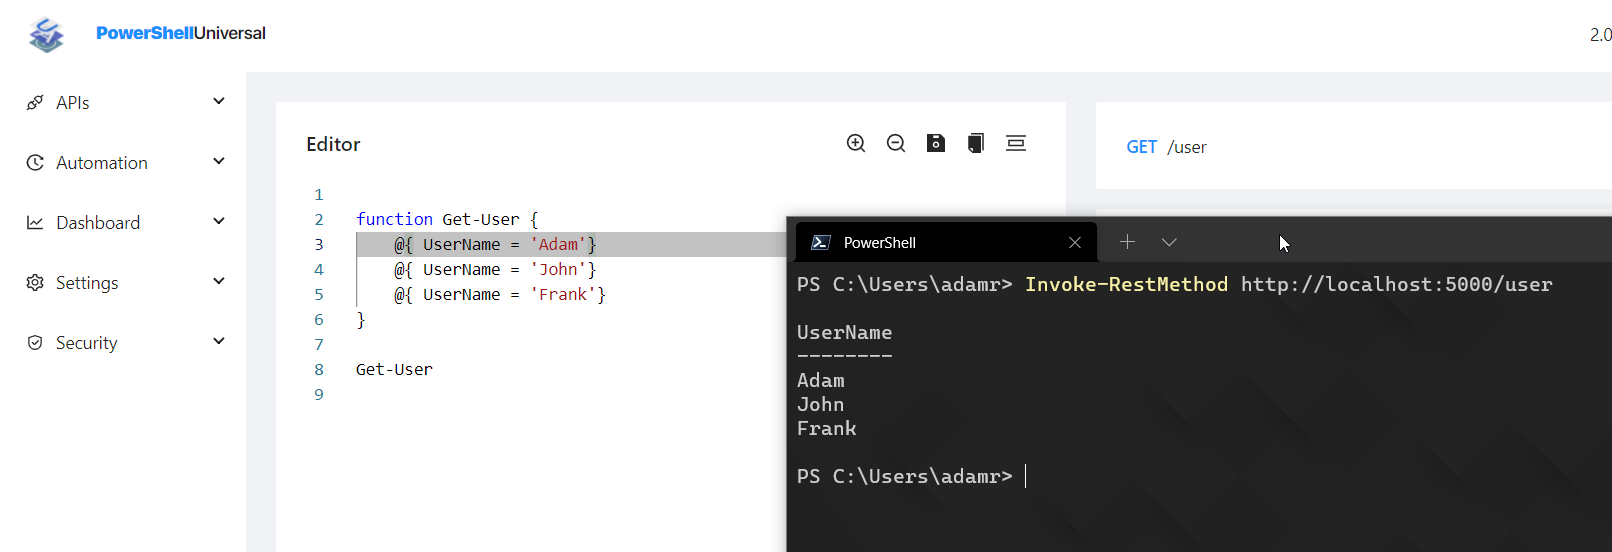 PowerShellUniversal
2.0
APIs
Automation
Dashboard
Settings
Security
Editor
1
2 function Get-User {
3 @{ UserName = 'Adam'}
4 @{ UserName = 'John'}
5 @{ UserName = 'Frank'}
6 }
7
8 Get-User
9
GET /user
PowerShell
PS C:\Users\adamr> Invoke-RestMethod http://localhost:5000/user
UserName
--------
Adam
John
Frank
PS C:\Users\adamr>